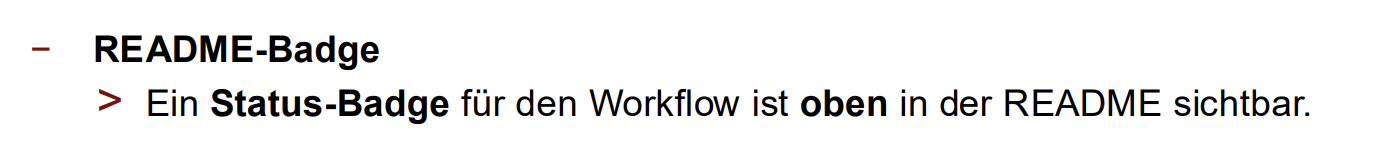 – README-Badge
> Ein Status-Badge für den Workflow ist oben in der README sichtbar.